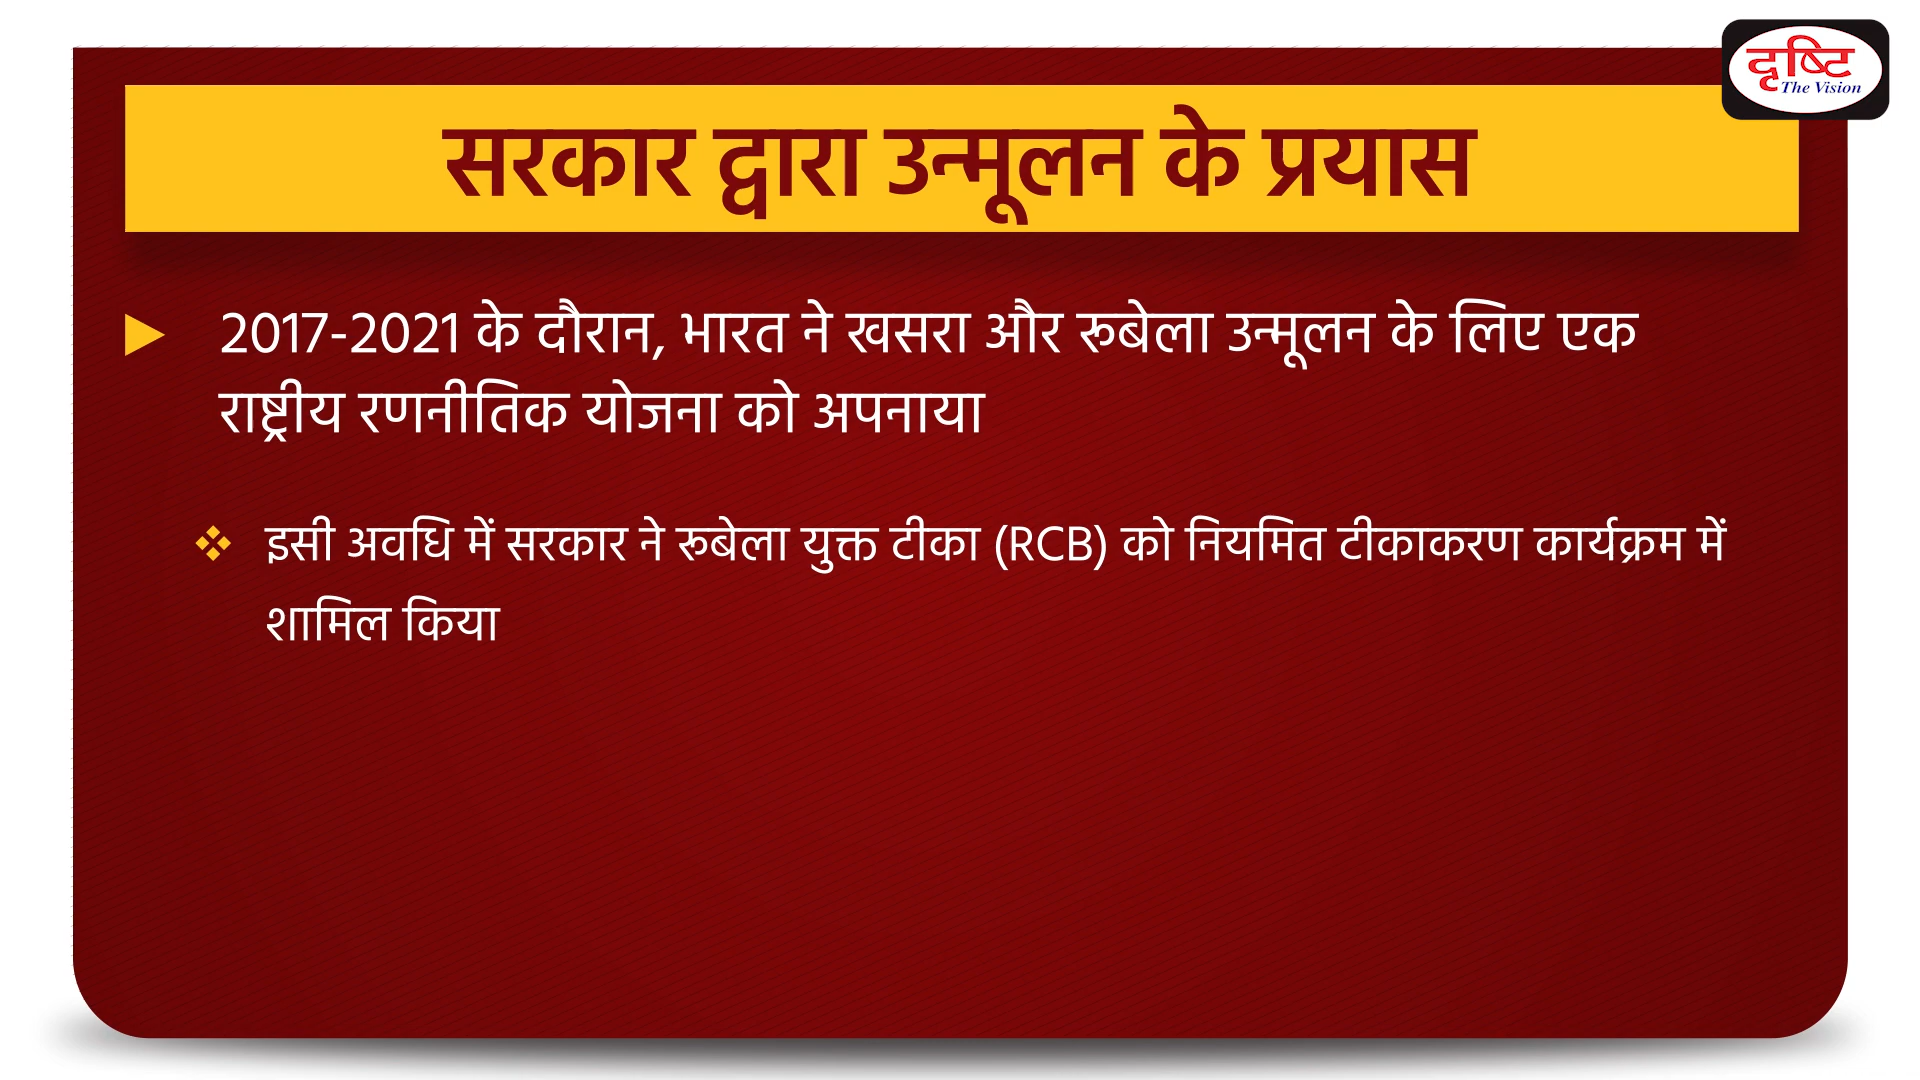 दृष्टि
The Vision
सरकार द्वारा उन्मूलन के प्रयास
2017-2021 के दौरान, भारत ने खसरा और रूबेला उन्मूलन के लिए एक
राष्ट्रीय रणनीतिक योजना को अपनाया
इसी अवधि में सरकार ने रूबेला युक्त टीका (RCB) को नियमित टीकाकरण कार्यक्रम में
शामिल किया